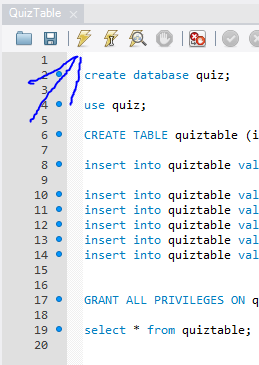 QuizTable ×
1
2 create database quiz;
3
4 use quiz;
5
6 CREATE TABLE quiztable (i
7
8 insert into quiztable val
9
10 insert into quiztable val
11 insert into quiztable val
12 insert into quiztable val
13 insert into quiztable val
14 insert into quiztable val
15
16
17 GRANT ALL PRIVILEGES ON q
18
19 select * from quiztable;
20